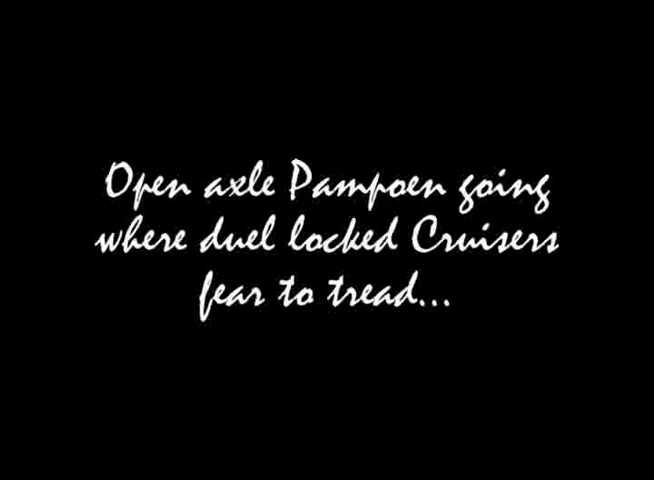 Open axle Pampoen going
where duel locked Cruisers
fear to tread...